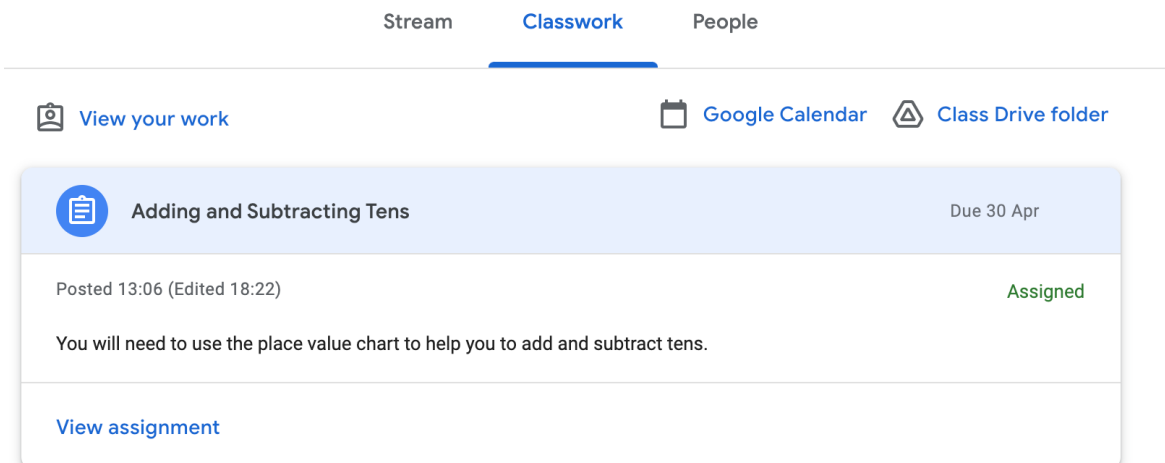 Stream Classwork People
View your work Google Calendar Class Drive folder
Adding and Subtracting Tens Due 30 Apr
Posted 13:06 (Edited 18:22) Assigned
You will need to use the place value chart to help you to add and subtract tens.
View assignment